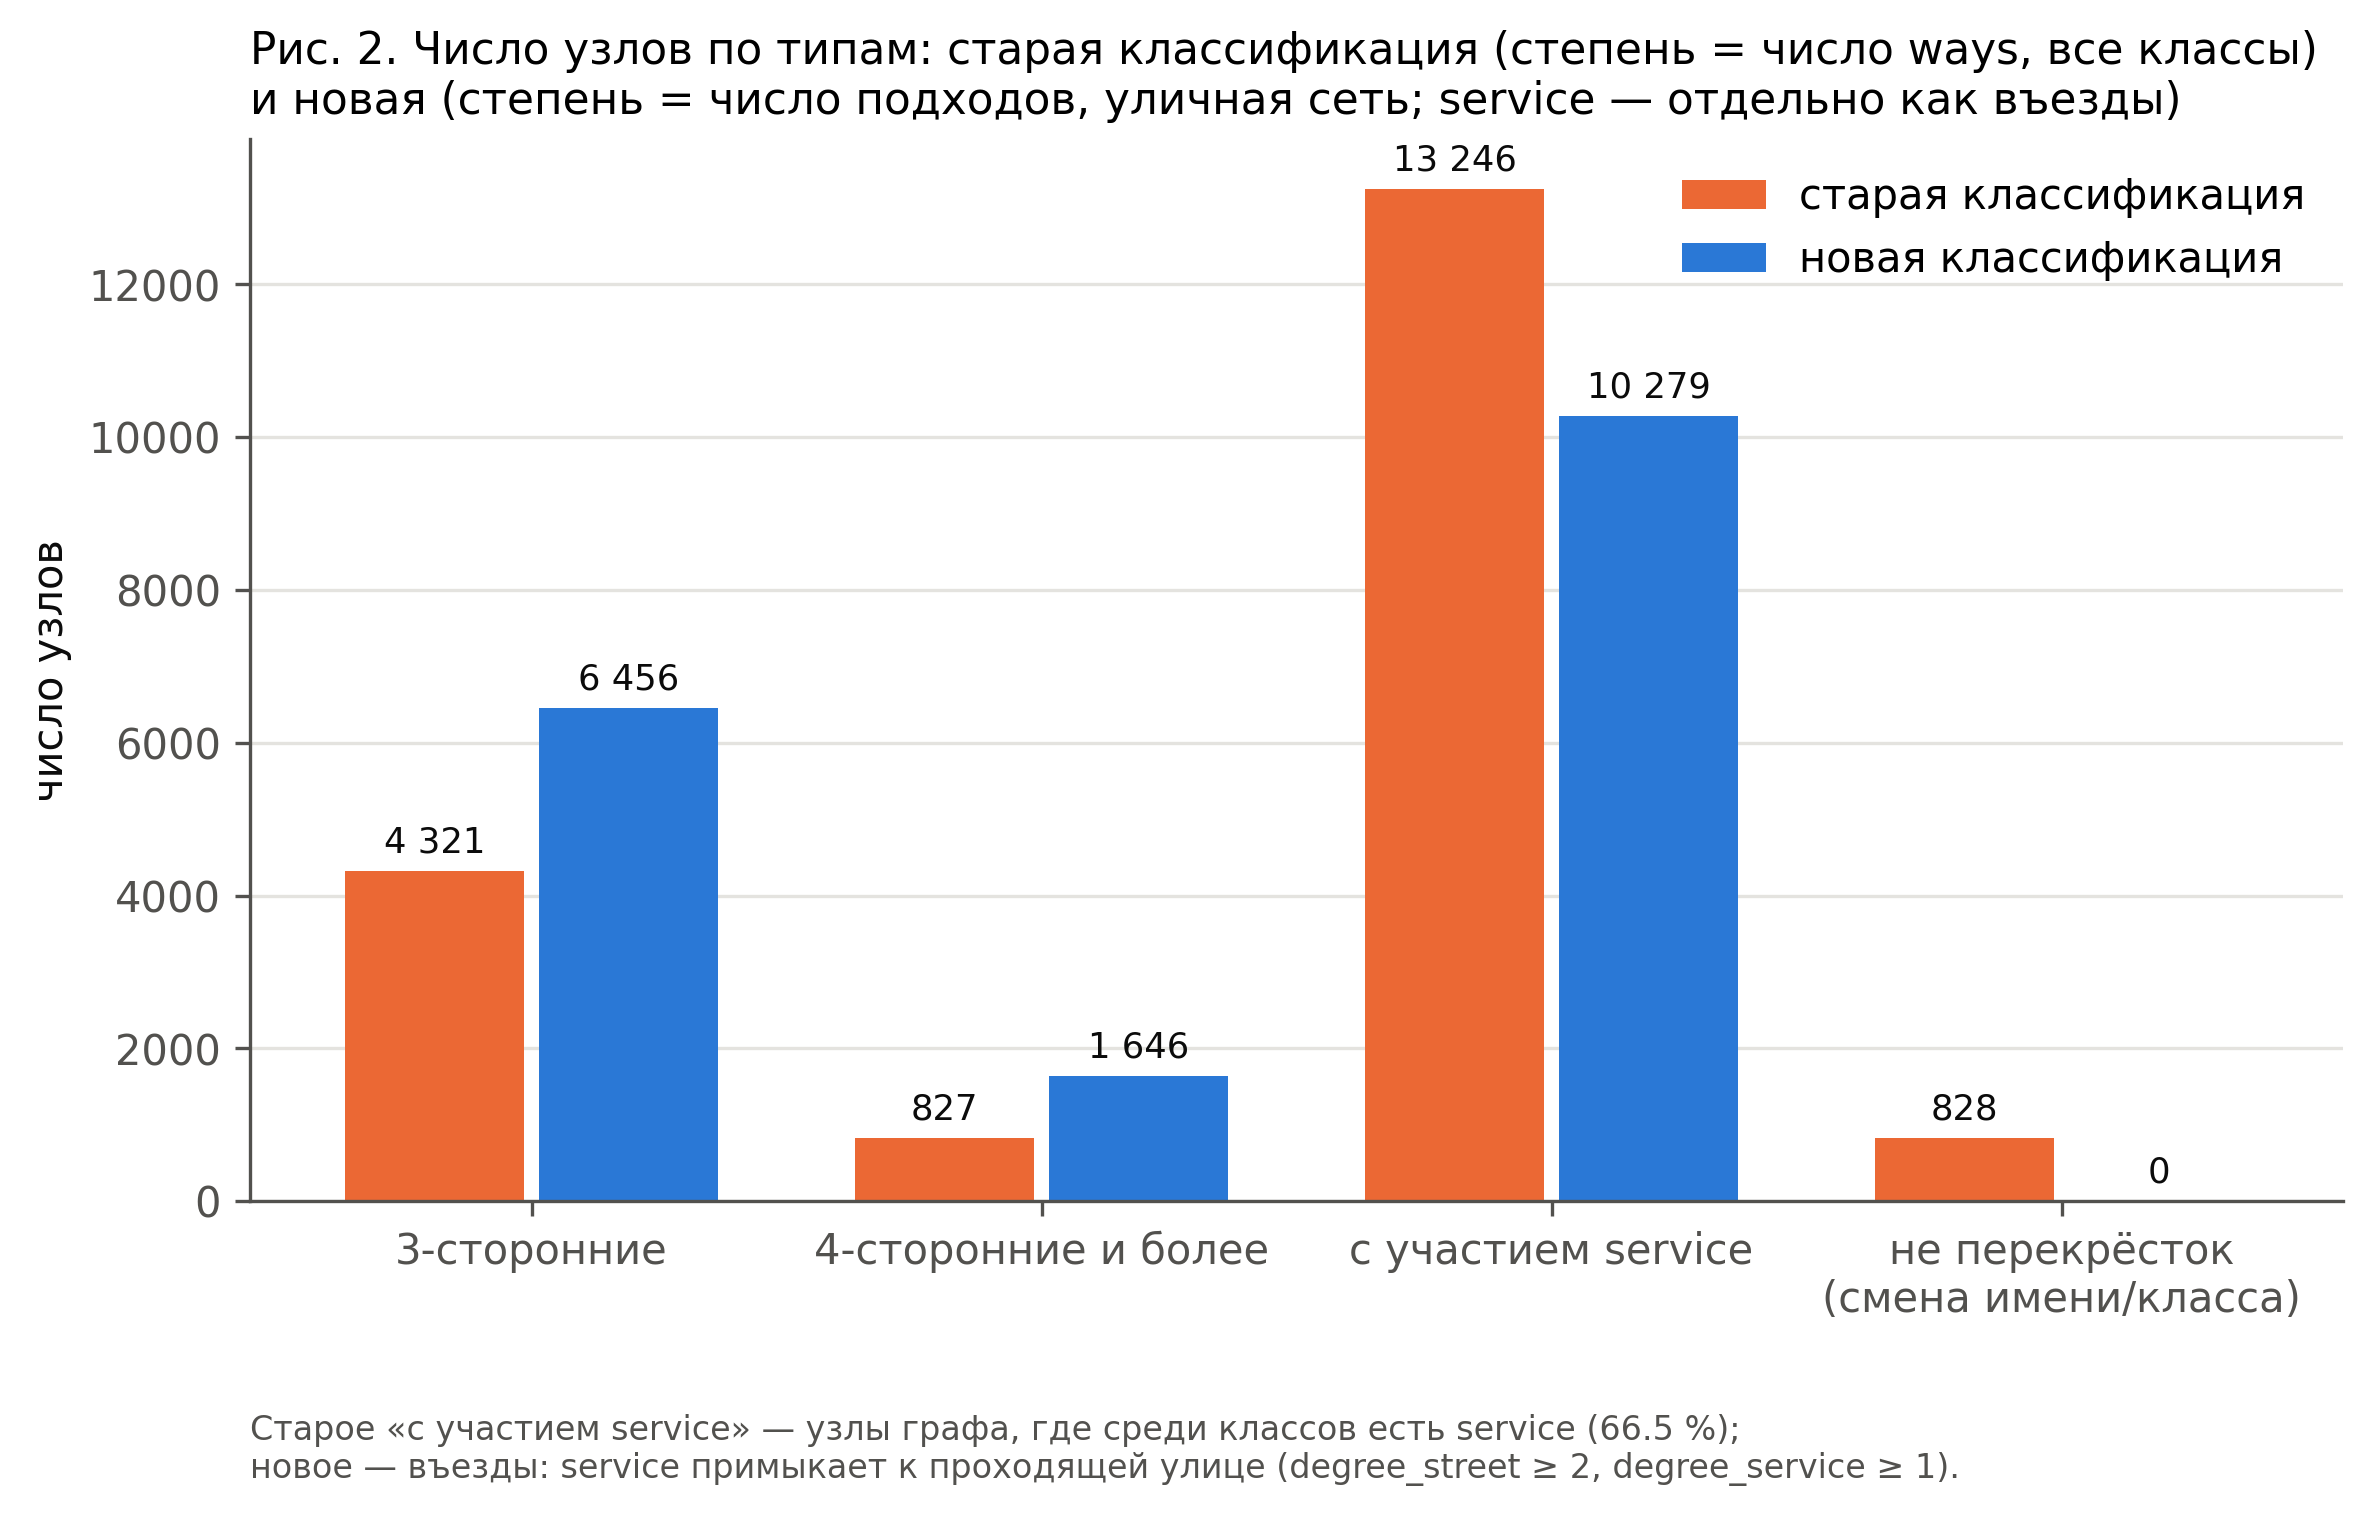 Рис. 2. Число узлов по типам: старая классификация (степень = число ways, все классы)
и новая (степень = число подходов, уличная сеть; service — отдельно как въезды)
13 246
старая классификация
новая классификация
12000
10 279
10000
8000
число узлов
6 456
6000
4 321
4000
1 646
2000
827
828
0
0
3-сторонние
4-сторонние и более
с участием service
не перекрёсток
(смена имени/класса)
Старое «с участием service» — узлы графа, где среди классов есть service (66.5 %);
новое — въезды: service примыкает к проходящей улице (degree_street ≥ 2, degree_service ≥ 1).